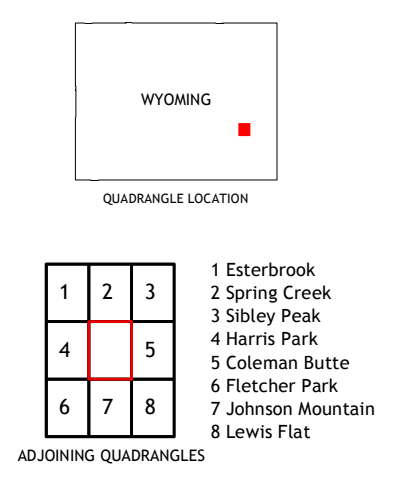 WYOMING
QUADRANGLE LOCATION
1 2 3
4 5
6 7 8
1 Esterbrook
2 Spring Creek
3 Sibley Peak
4 Harris Park
5 Coleman Butte
6 Fletcher Park
7 Johnson Mountain
8 Lewis Flat
ADJOINING QUADRANGLES